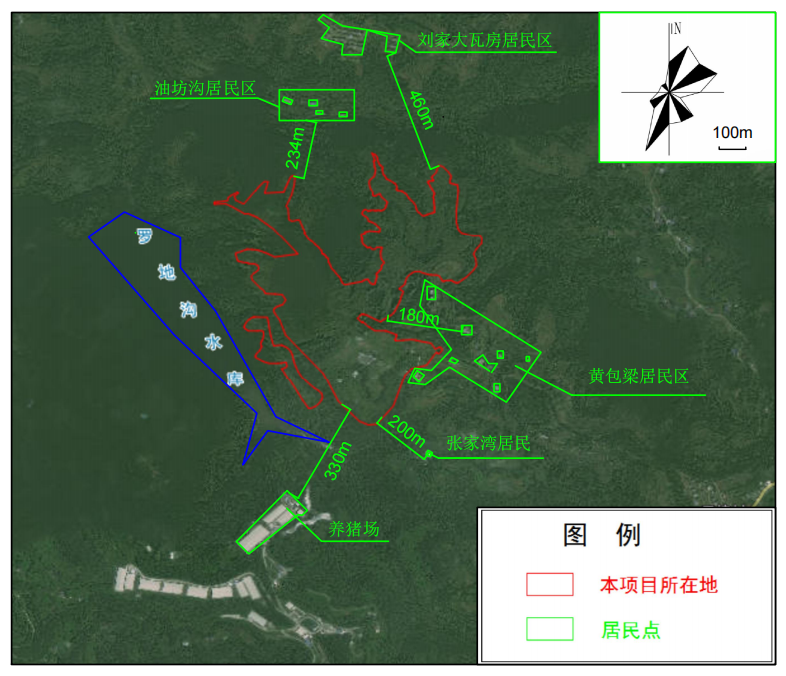 刘家大瓦房居民区
N
油坊沟居民区
460m
100m
234m
罗
地
沟
水
库
180m
黄包梁居民区
200m
张家湾居民
330m
养猪场
图 例
本项目所在地
居民点